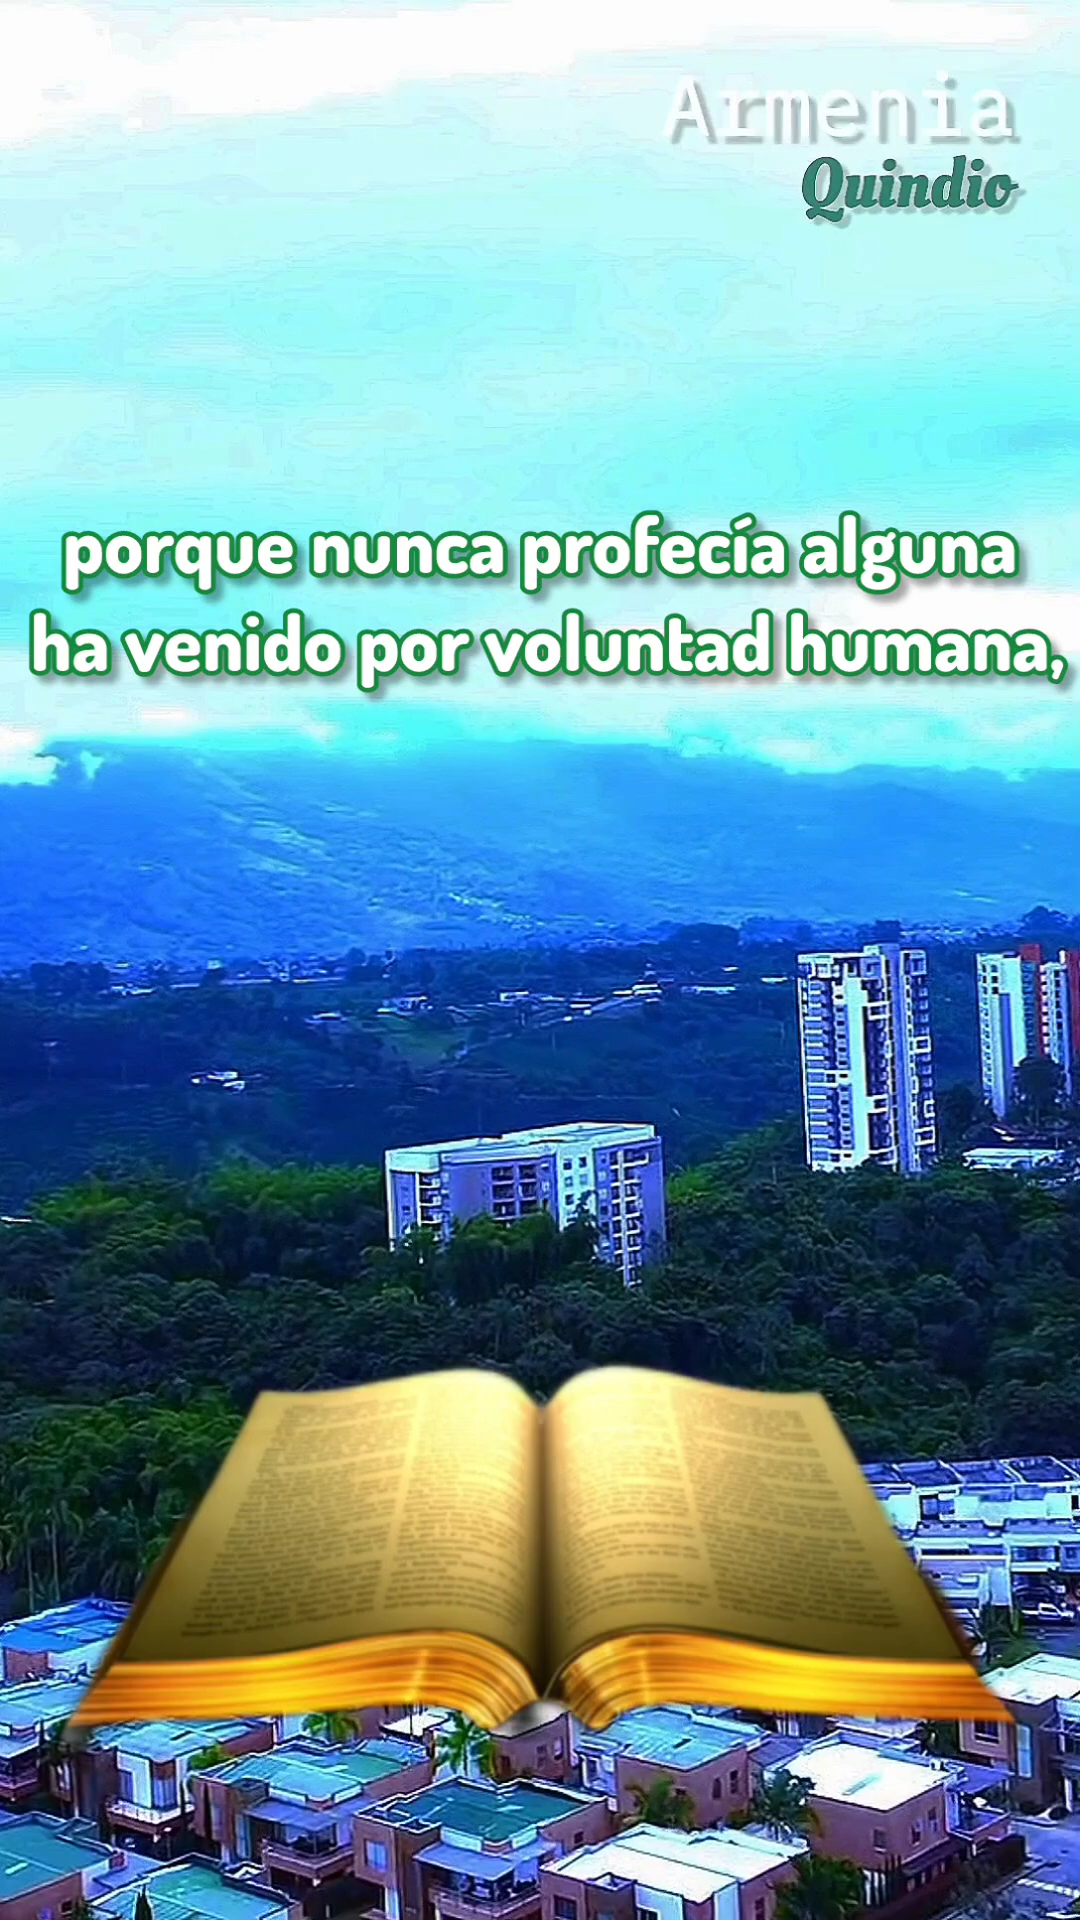 Armenia
Quindio
porque nunca profecía alguna
ha venido por voluntad humana,